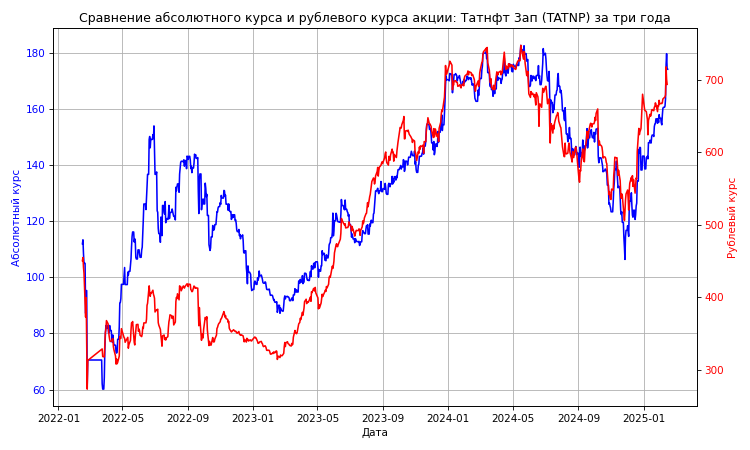 Сравнение абсолютного курса и рублевого курса акции: Татнфт 3ап (TATNP) за три года
180
160
140
120
100
80
60
Абсолютный курс
700
600
500
400
300
Рублевый курс
2022-01 2022-05 2022-09 2023-01 2023-05 2023-09 2024-01 2024-05 2024-09 2025-01
Дата